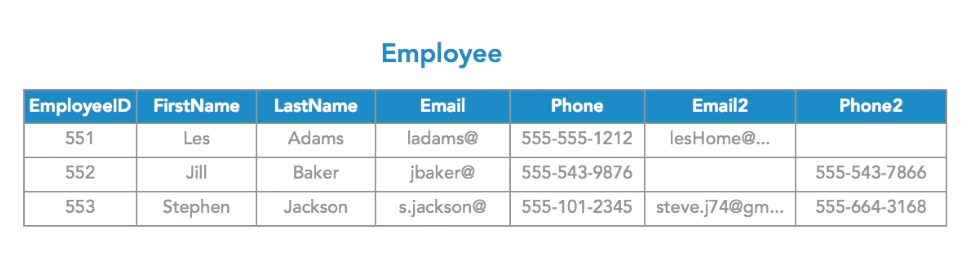 Employee
EmployeeID FirstName LastName Email Phone Email2 Phone2
551 Les Adams ladams@ 555-555-1212 lesHome@...
552 Jill Baker jbaker@ 555-543-9876 555-543-7866
553 Stephen Jackson s.jackson@ 555-101-2345 steve.j74@gm... 555-664-3168